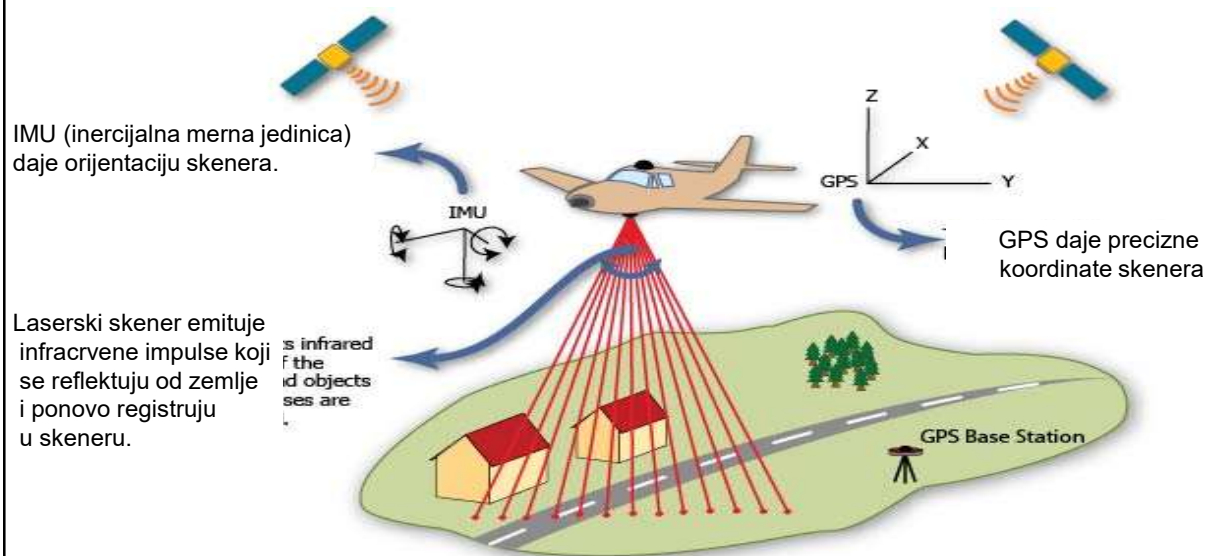 IMU (inercijalna merna jedinica)
daje orijentaciju skenera.
Z
X
GPS
Y
IMU
GPS daje precizne
koordinate skenera
Laserski skener emituje
infracrvene impulse koji
se reflektuju od zemlje
i ponovo registruju
u skeneru.
infrared
the
objects
are
GPS Base Station